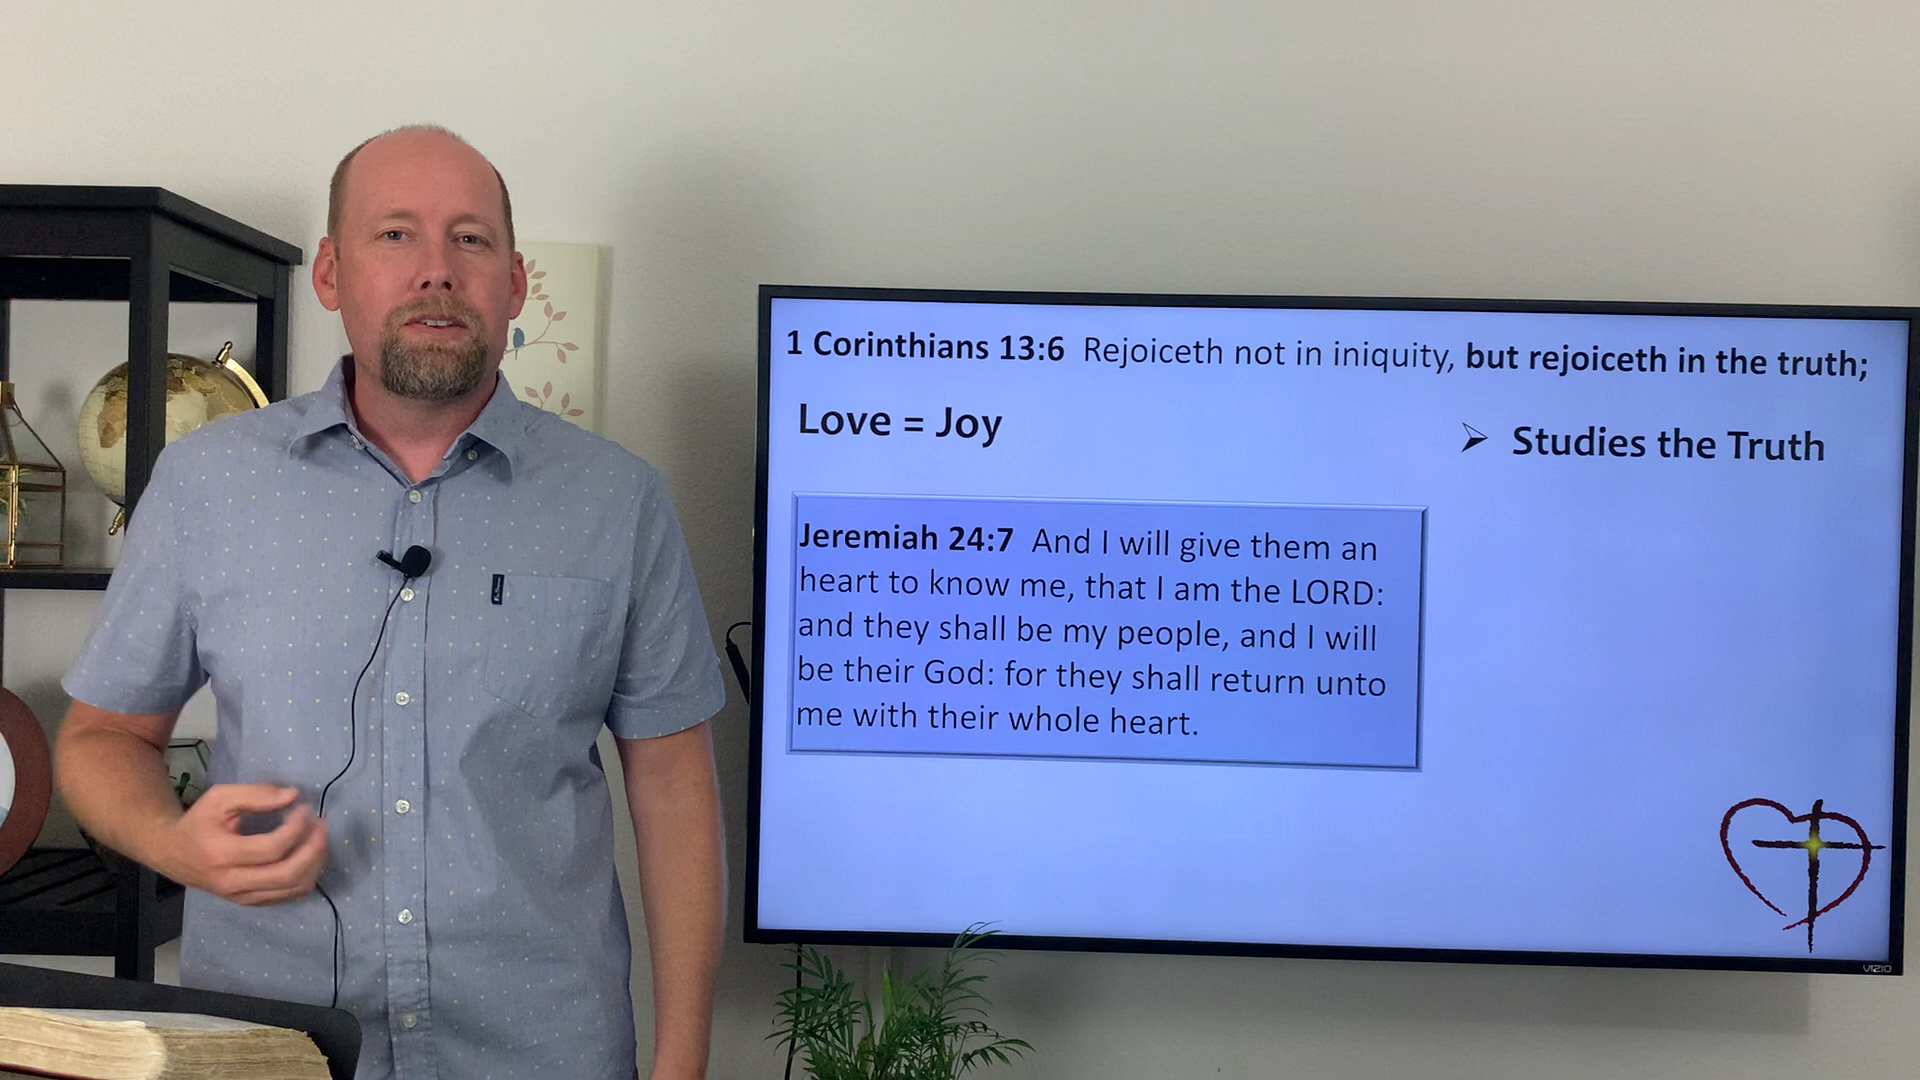 1 Corinthians 13:6 Rejoiceth not in iniquity, but rejoiceth in the truth;
Love = Joy
➢ Studies the Truth
Jeremiah 24:7 And I will give them an
heart to know me, that I am the LORD:
and they shall be my people, and I will
be their God: for they shall return unto
me with their whole heart.
VIZIO